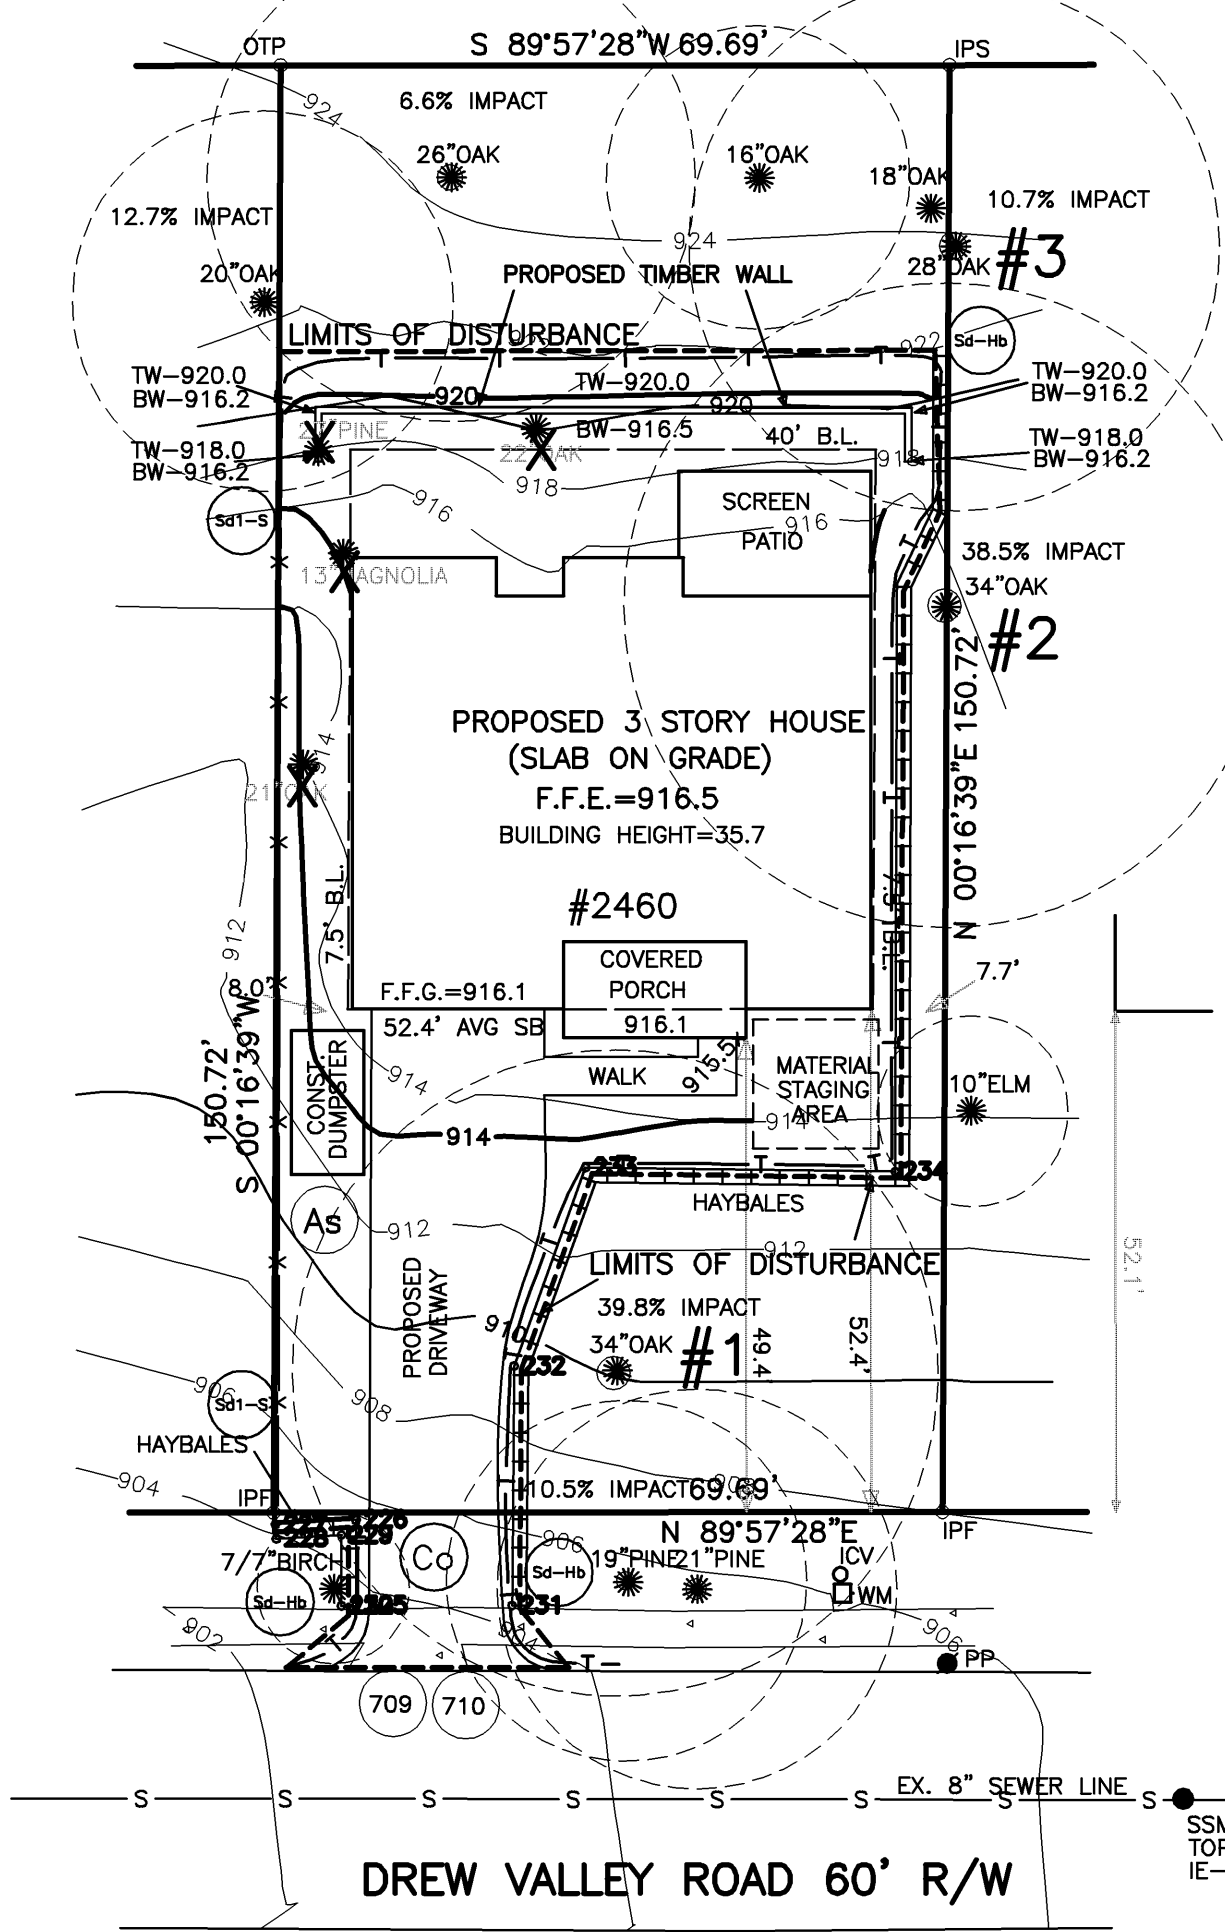 OTP
S 89°57'28"W 69.69'
IPS
924
6.6% IMPACT
26"OAK
16"OAK
18"OAK
12.7% IMPACT
10.7% IMPACT
924
#3
28"OAK
20"OAK
PROPOSED TIMBER WALL
LIMITS OF DISTURBANCE
922
Sd-Hb
TW-920.0
BW-916.2
920
TW-920.0
920
TW-920.0
BW-916.2
PINE
BW-916.5
40' B.L.
TW-918.0
BW-916.2
22"OAK
918
TW-918.0
BW-916.2
918
916
SCREEN
PATIO
916
Sd1-S
38.5% IMPACT
13"MAGNOLIA
34"OAK
#2
PROPOSED 3 STORY HOUSE
(SLAB ON GRADE)
F.F.E.=916.5
BUILDING HEIGHT=35.7
914
21"OAK
N 00°16'39"E 150.72'
#2460
7.5' B.L.
7.5' B.L.
912
COVERED
PORCH
916.1
8.0'
F.F.G.=916.1
7.7'
52.4' AVG SB
150.72'
S 00°16'39"W
CONST.
DUMPSTER
914
WALK
915.5
MATERIAL
STAGING
AREA
914
10"ELM
914
233
234
HAYBALES
As
912
912
LIMITS OF DISTURBANCE
52.1'
PROPOSED
DRIVEWAY
39.8% IMPACT
910
34"OAK
#1
49.4'
52.4'
232
906
908
Sd1-S
HAYBALES
904
10.5% IMPACT
69.69'
908
IPF
IPF
227
226
228
229
N 89°57'28"E
906
7/7"BIRCH
Co
Sd-Hb
19"PINE
21"PINE
ICV
WM
Sd-Hb
231
902
904
906
PP
709
710
EX. 8" SEWER LINE
S S S S S S S S
SSM
TOP
IE-
DREW VALLEY ROAD 60' R/W